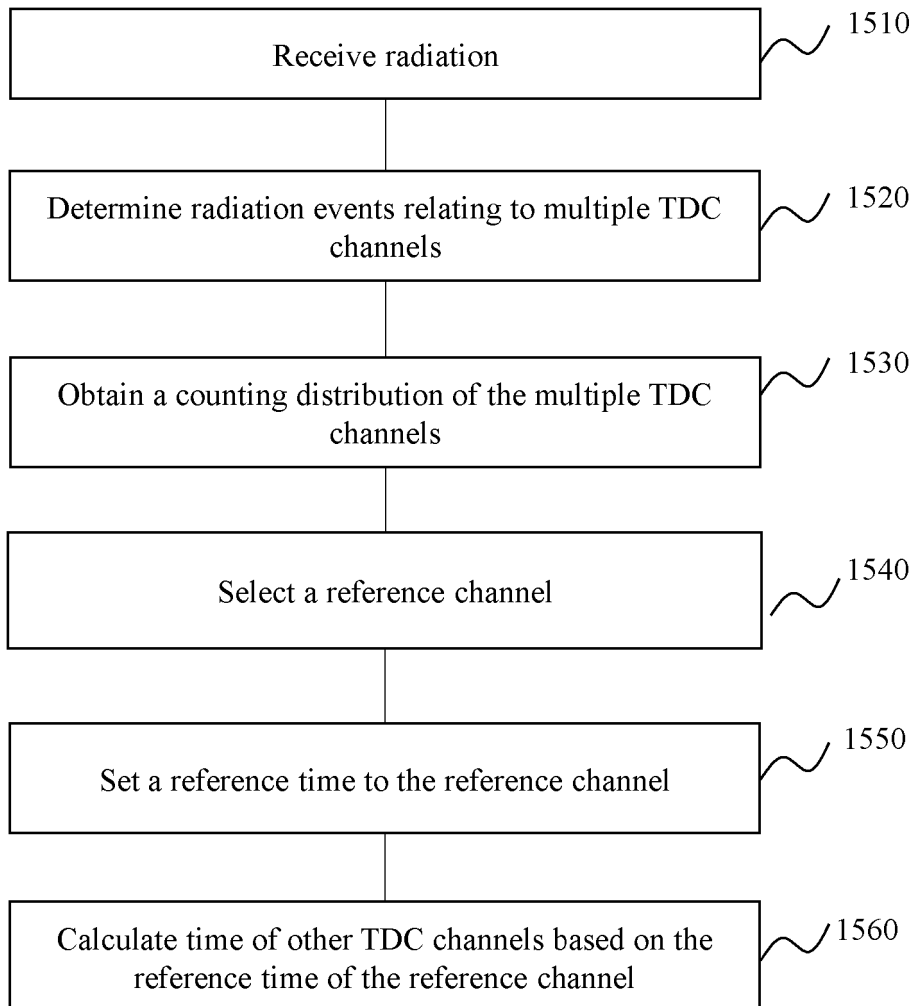 Receive radiation
1510
Determine radiation events relating to multiple TDC
channels
1520
Obtain a counting distribution of the multiple TDC
channels
1530
Select a reference channel
1540
Set a reference time to the reference channel
1550
Calculate time of other TDC channels based on the
reference time of the reference channel
1560